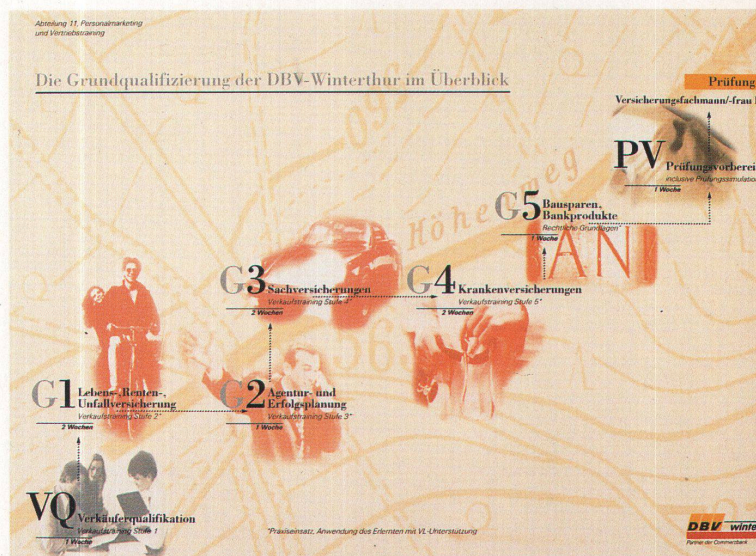 Abteilung 11, Personalmarketing
und Vertriebstraining
Die Grundqualifizierung der DBV-Winterthur im Überblick
Prüfung
Versicherungsfachmann/-frau
PV Prüfungsvorberei
inclusive Prüfungssimulation
1 Woche
Höhenweg
092
G5 Bausparen,
Bankprodukte
Rechtliche Grundlagen*
1 Woche
AN
G3 Sachversicherungen
Verkaufstraining Stufe 4*
2 Wochen
G4 Krankenversicherungen
Verkaufstraining Stufe 5*
2 Wochen
565
G1 Lebens-, Renten-,
Unfallversicherung
Verkaufstraining Stufe 2*
2 Wochen
G2 Agentur- und
Erfolgsplanung
Verkaufstraining Stufe 3*
1 Woche
VQ Verkäuferqualifikation
Verkaufstraining Stufe 1
1 Woche
*Praxiseinsatz, Anwendung des Erlernten mit VL-Unterstützung
DBV winte
Partner der Commerzbank